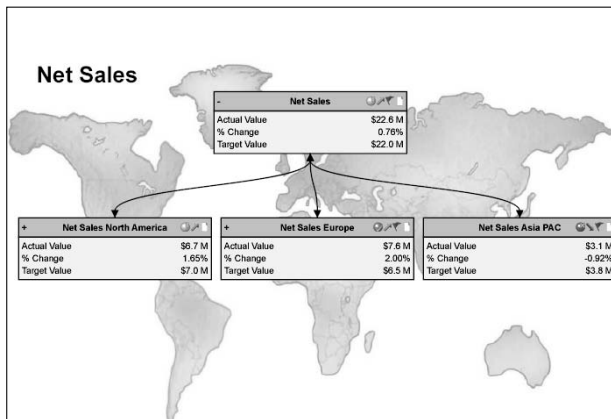 Net Sales
- Net Sales
Actual Value $22.6 M
% Change 0.76%
Target Value $22.0 M
+ Net Sales North America
Actual Value $6.7 M
% Change 1.65%
Target Value $7.0 M
+ Net Sales Europe
Actual Value $7.6 M
% Change 2.00%
Target Value $6.5 M
Net Sales Asia PAC
Actual Value $3.1 M
% Change -0.92%
Target Value $3.8 M